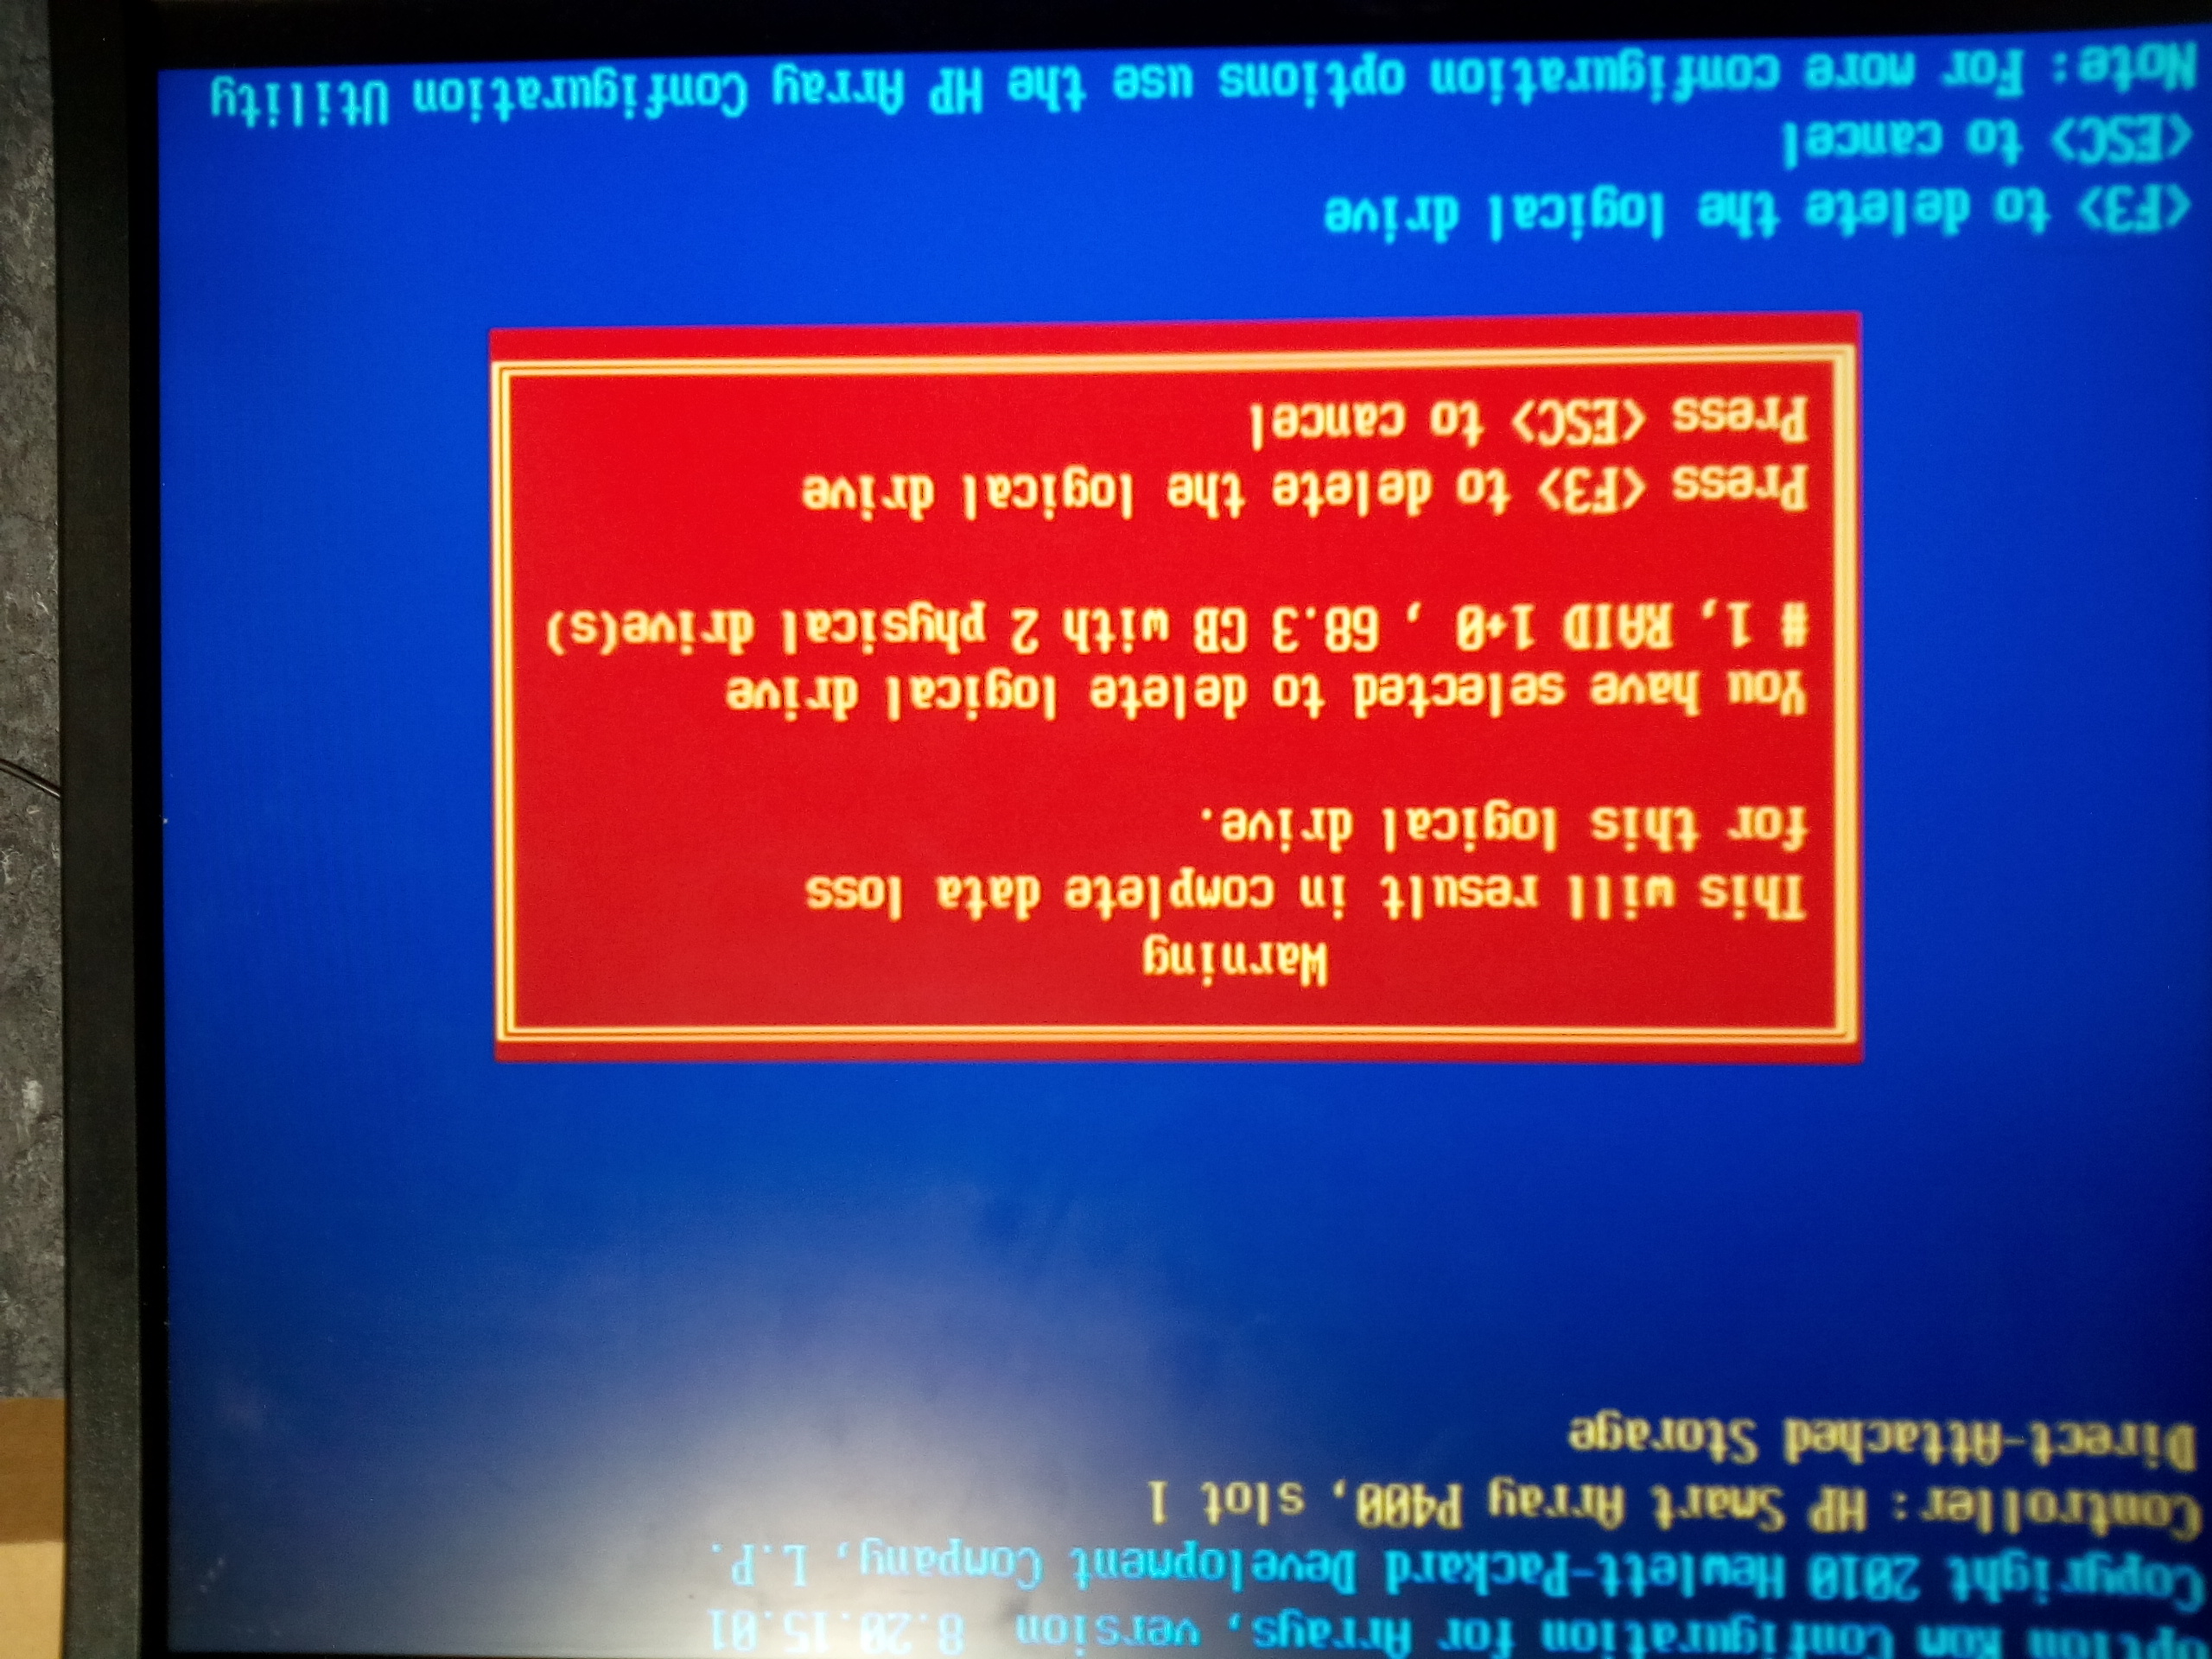 Option Rom Configuration for Arrays, version 8.20.15.01
Copyright 2010 Hewlett-Packard Development Company, L.P.
Controller: HP Smart Array P400, slot 1
Direct-Attached Storage
Warning
This will result in complete data loss
for this logical drive.
You have selected to delete logical drive
# 1, RAID 1+0 , 68.3 GB with 2 physical drive(s)
Press <F3> to delete the logical drive
Press <ESC> to cancel
<F3> to delete the logical drive
<ESC> to cancel
Note: For more configuration options use the HP Array Configuration Utility